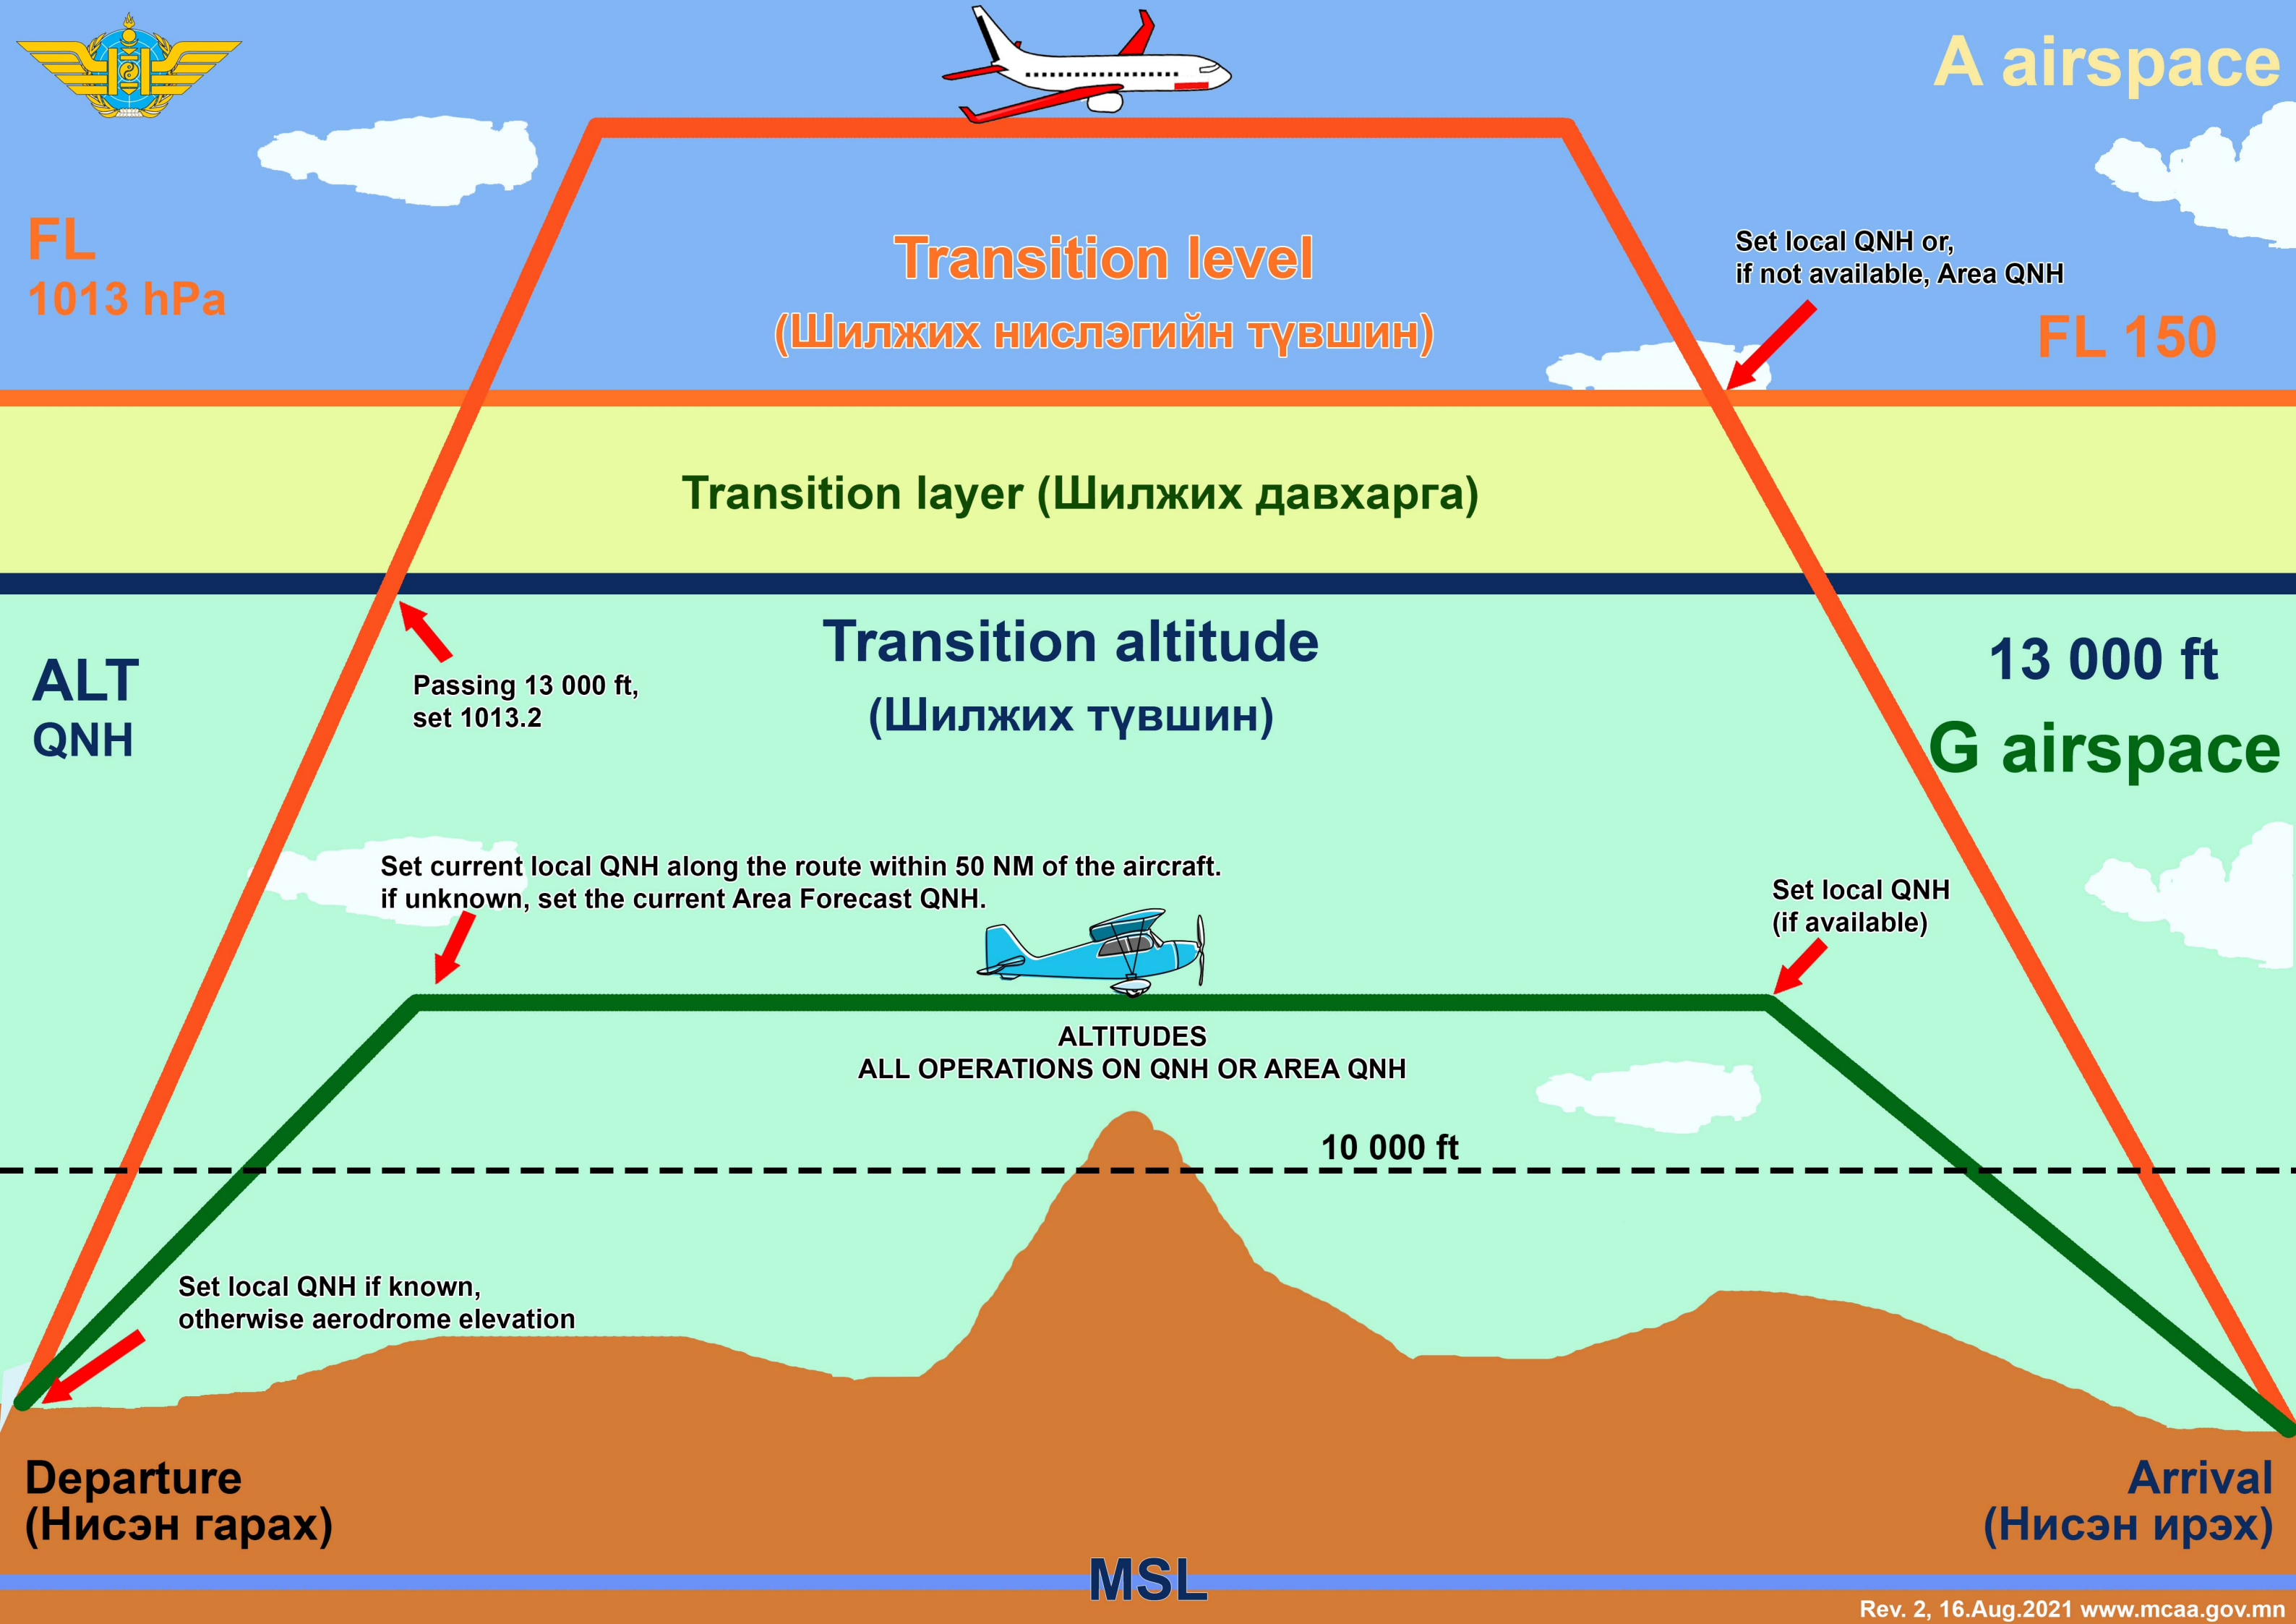 A airspace
FL
1013 hPa
Transition level
(Шилжих нислэгийн түвшин)
Set local QNH or,
if not available, Area QNH
FL 150
Transition layer (Шилжих давхарга)
ALT
QNH
Passing 13 000 ft,
set 1013.2
Transition altitude
(Шилжих түвшин)
13 000 ft
G airspace
Set current local QNH along the route within 50 NM of the aircraft.
if unknown, set the current Area Forecast QNH.
Set local QNH
(if available)
ALTITUDES
ALL OPERATIONS ON QNH OR AREA QNH
10 000 ft
Set local QNH if known,
otherwise aerodrome elevation
Departure
(Нисэн гарах)
Arrival
(Нисэн ирэх)
MSL
Rev. 2, 16.Aug.2021 www.mcaa.gov.mn